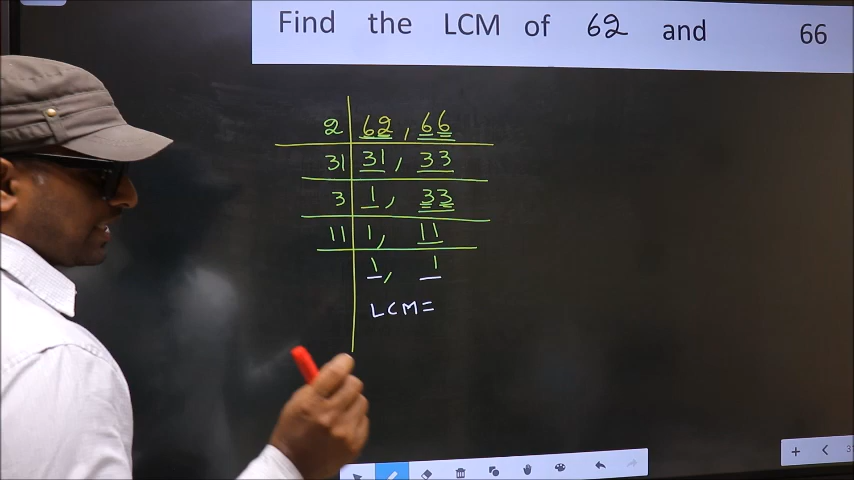 Find the LCM of 62 and 66
2 62, 66
31 31, 33
3 1, 33
11 1, 11
1, 1
LCM=